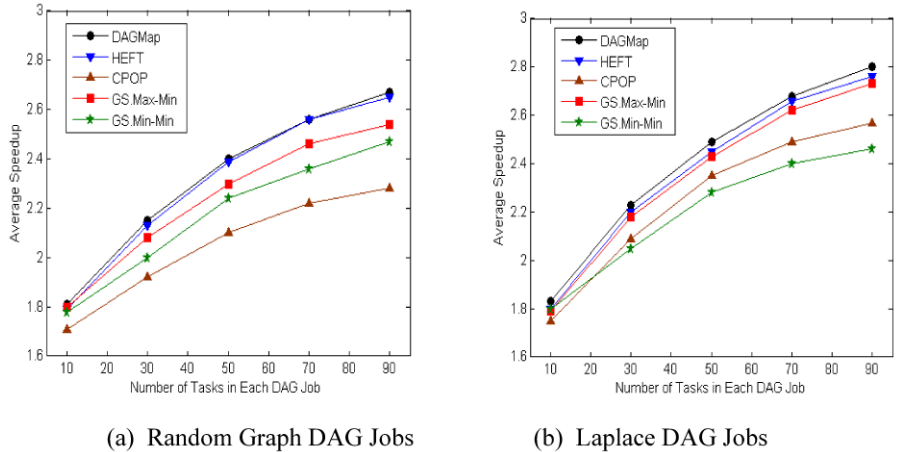 3
2.8
2.6
2.4
2.2
2
1.8
1.6
Average Speedup
DAGMap
HEFT
CPOP
GS.Max-Min
GS.Min-Min
10 20 30 40 50 60 70 80 90
Number of Tasks in Each DAG Job
(a) Random Graph DAG Jobs
3
2.8
2.6
2.4
2.2
2
1.8
1.6
Average Speedup
DAGMap
HEFT
CPOP
GS.Max-Min
GS.Min-Min
10 20 30 40 50 60 70 80 90
Number of Tasks in Each DAG Job
(b) Laplace DAG Jobs